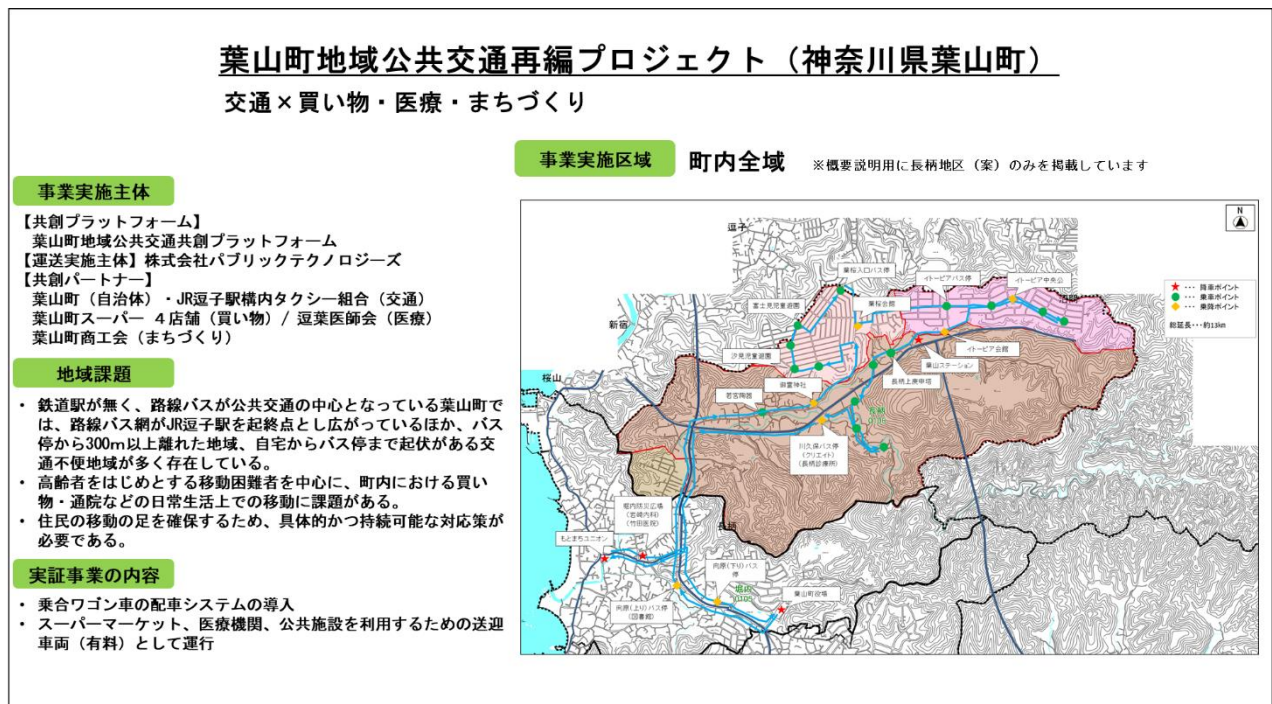 葉山町地域公共交通再編プロジェクト（神奈川県葉山町）
交通×買い物・医療・まちづくり
事業実施主体
【共創プラットフォーム】
葉山町地域公共交通共創プラットフォーム
【運送実施主体】株式会社パブリックテクノロジーズ
【共創パートナー】
葉山町（自治体）・JR逗子駅構内タクシー組合（交通）
葉山町スーパー ４店舗（買い物）/ 逗葉医師会（医療）
葉山町商工会（まちづくり）
地域課題
・ 鉄道駅が無く、路線バスが公共交通の中心となっている葉山町で
は、路線バス網がJR逗子駅を起終点とし広がっているほか、バス
停から300m以上離れた地域、自宅からバス停まで起伏がある交
通不便地域が多く存在している。
・ 高齢者をはじめとする移動困難者を中心に、町内における買い
物・通院などの日常生活上での移動に課題がある。
・ 住民の移動の足を確保するため、具体的かつ持続可能な対応策が
必要である。
実証事業の内容
・ 乗合ワゴン車の配車システムの導入
・ スーパーマーケット、医療機関、公共施設を利用するための送迎
車両（有料）として運行
事業実施区域
町内全域
※概要説明用に長柄地区（案）のみを掲載しています
N
逗子
葉桜入口バス停
イトーピアバス停
イトーピア中央公
富士見児童遊園
葉桜会館
★ ・・・ 降車ポイント
● ・・・ 乗車ポイント
◆ ・・・ 乗降ポイント
総延長・・・約13km
新宿
汐見児童遊園
イトーピア会館
葉山ステーション
桜山
御霊神社
長柄上庚申塔
若宮陶器
長柄
川久保バス停
（クリエイト）
（長柄診療所）
堀内防災広場
（岩崎内科）
（竹田医院）
長柄
もとまちユニオン
向原（下り）バス
停
堀内
0105
向原（上り）バス停
（図書館）
葉山町役場